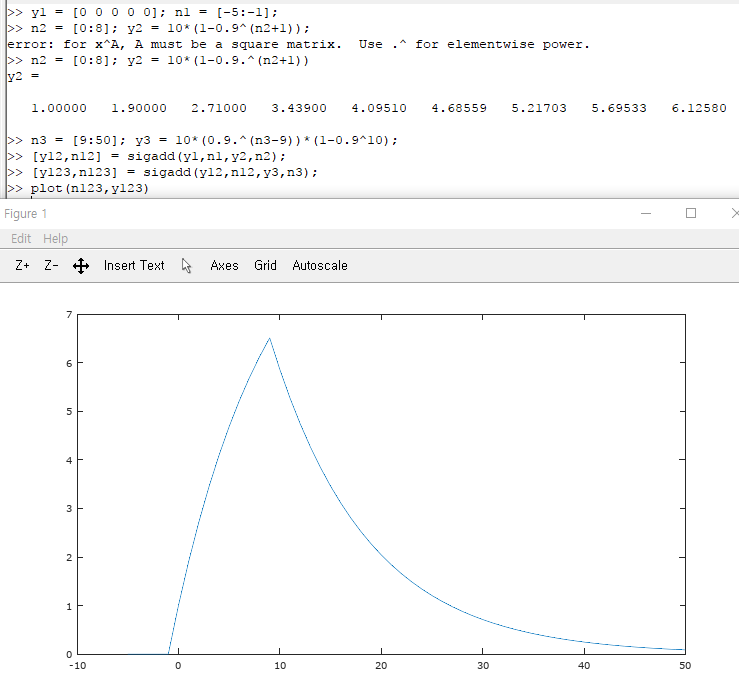 >> y1 = [0 0 0 0 0]; n1 = [-5:-1];
>> n2 = [0:8]; y2 = 10*(1-0.9^(n2+1));
error: for x^A, A must be a square matrix.  Use .^ for elementwise power.
>> n2 = [0:8]; y2 = 10*(1-0.9.^(n2+1))
y2 =
1.00000   1.90000   2.71000   3.43900   4.09510   4.68559   5.21703   5.69533   6.12580
>> n3 = [9:50]; y3 = 10*(0.9.^(n3-9))*(1-0.9^10);
>> [y12,n12] = sigadd(y1,n1,y2,n2);
>> [y123,n123] = sigadd(y12,n12,y3,n3);
>> plot(n123,y123)
Figure 1
Edit Help
Z+ Z- Insert Text Axes Grid Autoscale
7
6
5
4
3
2
1
0
-10 0 10 20 30 40 50